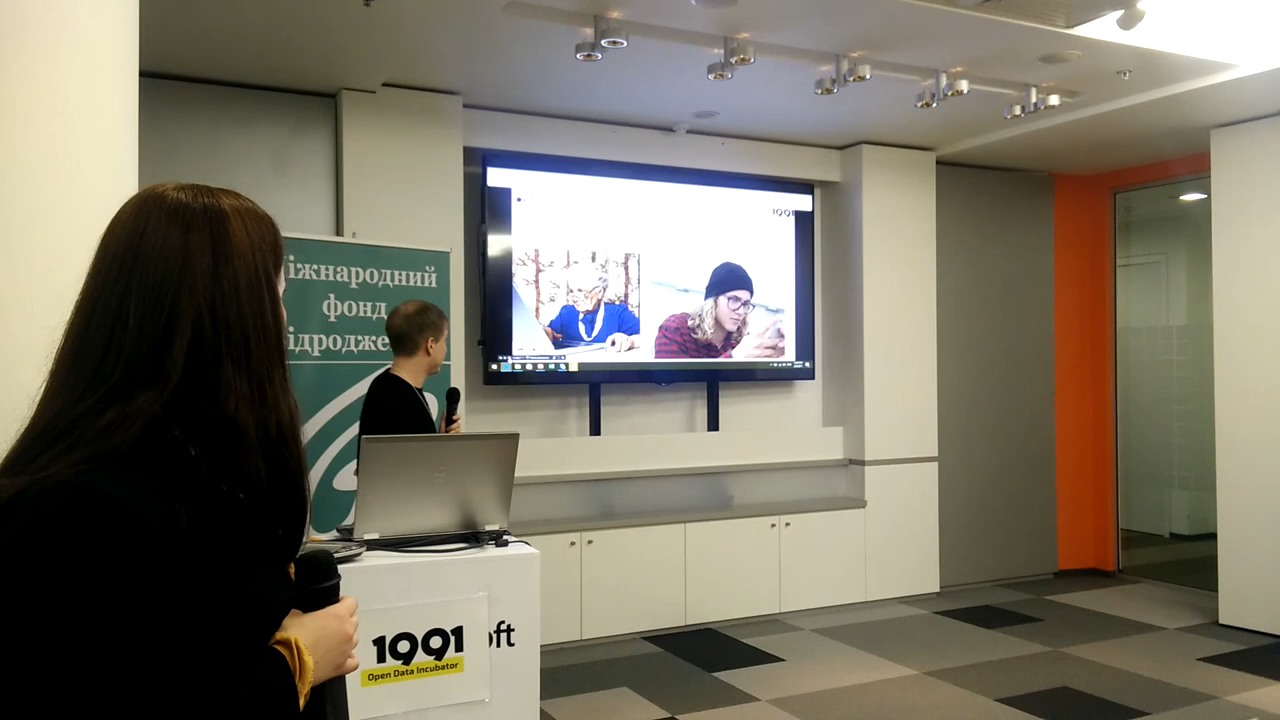 іжнародний
фонд
ідродже
1991
1991
Open Data Incubator
oft